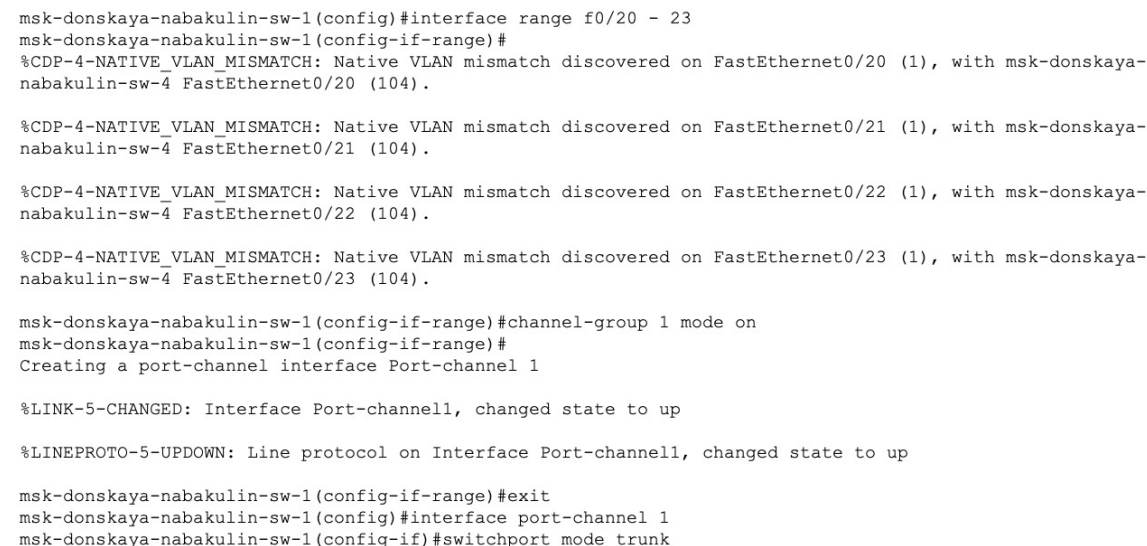 msk-donskaya-nabakulin-sw-1(config)#interface range f0/20 - 23
msk-donskaya-nabakulin-sw-1(config-if-range)#
%CDP-4-NATIVE_VLAN_MISMATCH: Native VLAN mismatch discovered on FastEthernet0/20 (1), with msk-donskaya-
nabakulin-sw-4 FastEthernet0/20 (104).
%CDP-4-NATIVE_VLAN_MISMATCH: Native VLAN mismatch discovered on FastEthernet0/21 (1), with msk-donskaya-
nabakulin-sw-4 FastEthernet0/21 (104).
%CDP-4-NATIVE_VLAN_MISMATCH: Native VLAN mismatch discovered on FastEthernet0/22 (1), with msk-donskaya-
nabakulin-sw-4 FastEthernet0/22 (104).
%CDP-4-NATIVE_VLAN_MISMATCH: Native VLAN mismatch discovered on FastEthernet0/23 (1), with msk-donskaya-
nabakulin-sw-4 FastEthernet0/23 (104).
msk-donskaya-nabakulin-sw-1(config-if-range)#channel-group 1 mode on
msk-donskaya-nabakulin-sw-1(config-if-range)#
Creating a port-channel interface Port-channel 1
%LINK-5-CHANGED: Interface Port-channel1, changed state to up
%LINEPROTO-5-UPDOWN: Line protocol on Interface Port-channel1, changed state to up
msk-donskaya-nabakulin-sw-1(config-if-range)#exit
msk-donskaya-nabakulin-sw-1(config)#interface port-channel 1
msk-donskaya-nabakulin-sw-1(config-if)#switchport mode trunk